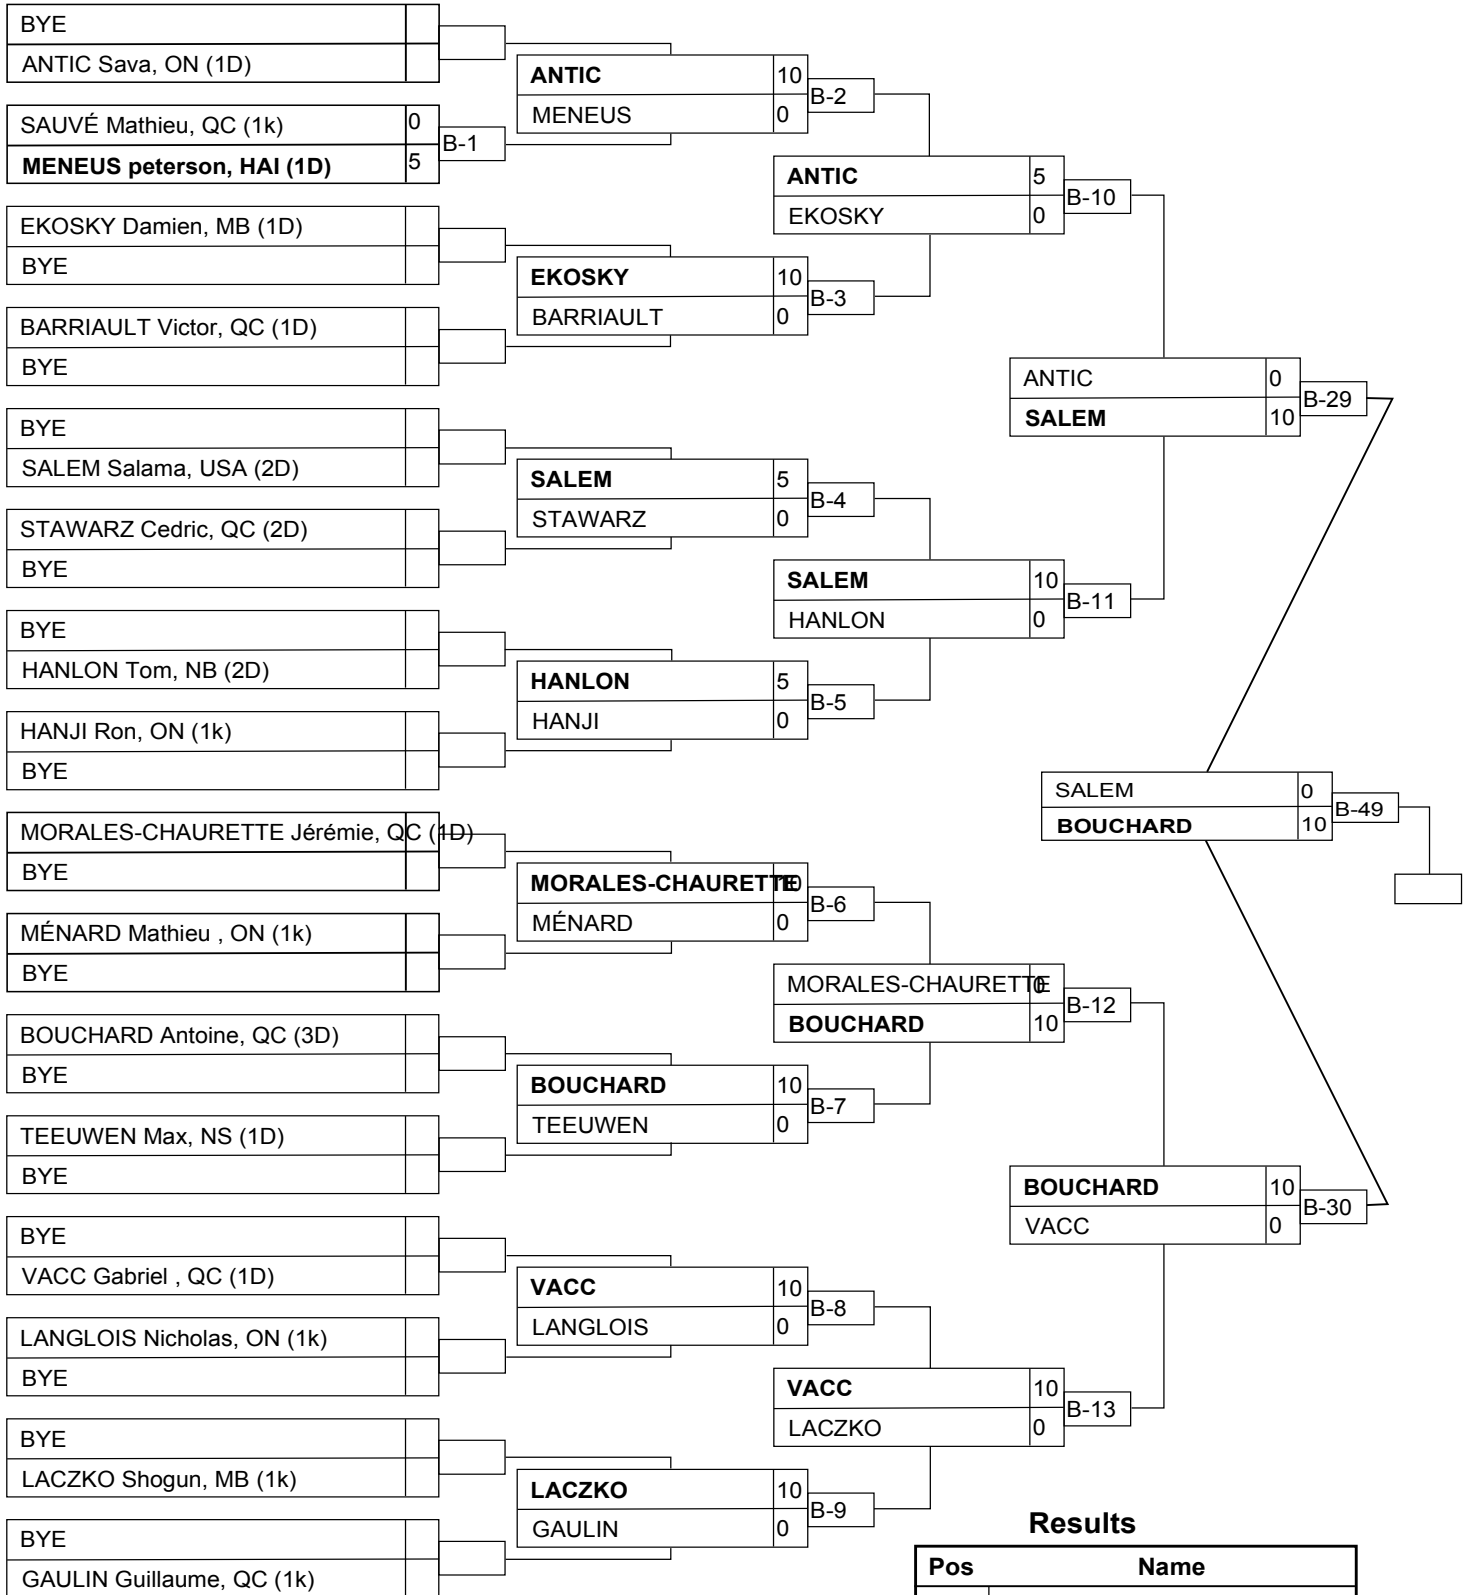 BYE
ANTIC Sava, ON (1D)
SAUVÉ Mathieu, QC (1k) 0
MENEUS peterson, HAI (1D) 5
B-1
EKOSKY Damien, MB (1D)
BYE
BARRIAULT Victor, QC (1D)
BYE
BYE
SALEM Salama, USA (2D)
STAWARZ Cedric, QC (2D)
BYE
BYE
HANLON Tom, NB (2D)
HANJI Ron, ON (1k)
BYE
MORALES-CHAURETTE Jérémie, QC (1D)
BYE
MÉNARD Mathieu , ON (1k)
BYE
BOUCHARD Antoine, QC (3D)
BYE
TEEUWEN Max, NS (1D)
BYE
BYE
VACC Gabriel , QC (1D)
LANGLOIS Nicholas, ON (1k)
BYE
BYE
LACZKO Shogun, MB (1k)
BYE
GAULIN Guillaume, QC (1k)
ANTIC 10
MENEUS 0
B-2
EKOSKY 10
BARRIAULT 0
B-3
SALEM 5
STAWARZ 0
B-4
HANLON 5
HANJI 0
B-5
MORALES-CHAURETTE 10
MÉNARD 0
B-6
BOUCHARD 10
TEEUWEN 0
B-7
VACC 10
LANGLOIS 0
B-8
LACZKO 10
GAULIN 0
B-9
ANTIC 5
EKOSKY 0
B-10
SALEM 10
HANLON 0
B-11
MORALES-CHAURETTE 0
BOUCHARD 10
B-12
VACC 10
LACZKO 0
B-13
ANTIC 0
SALEM 10
B-29
BOUCHARD 10
VACC 0
B-30
SALEM 0
BOUCHARD 10
B-49
Results
Pos Name